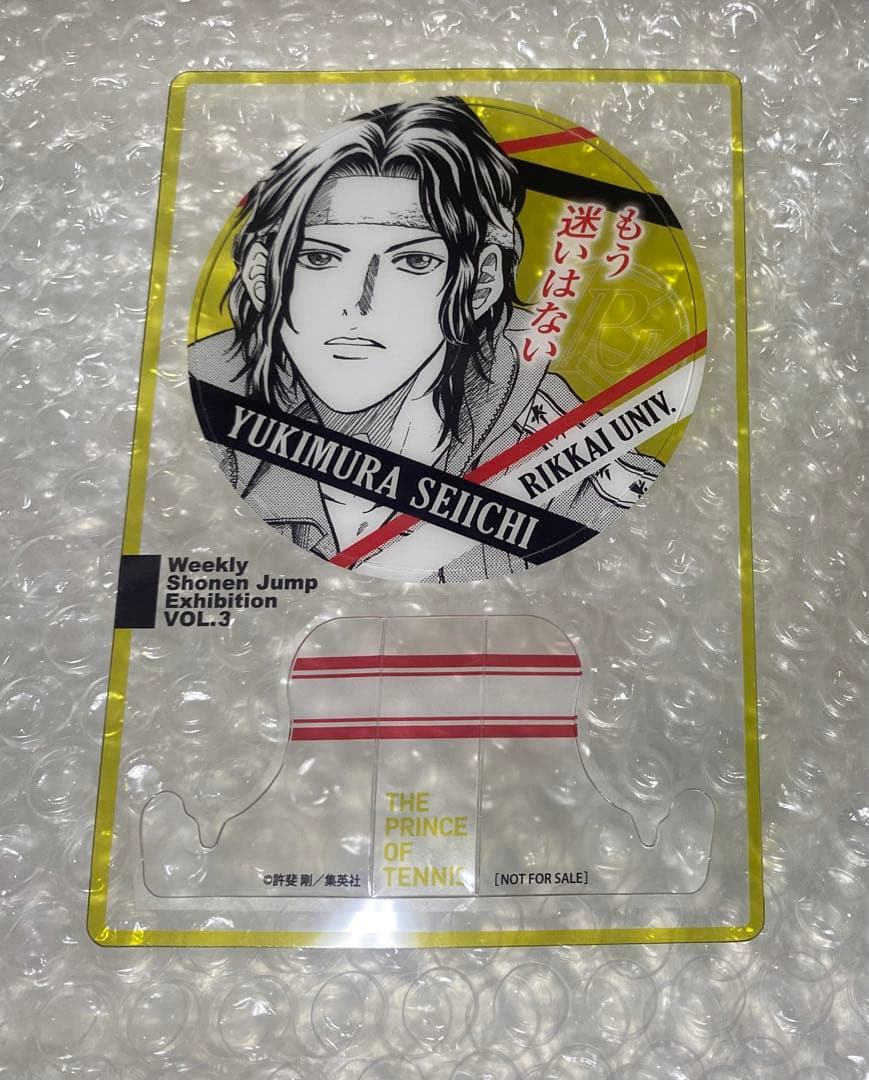 もう
迷いはない
YUKIMURA SEIICHI
RIKKAI UNIV.
Weekly
Shonen Jump
Exhibition
VOL.3
THE
PRINCE
OF
TENNIS
©許斐 剛／集英社
[NOT FOR SALE]